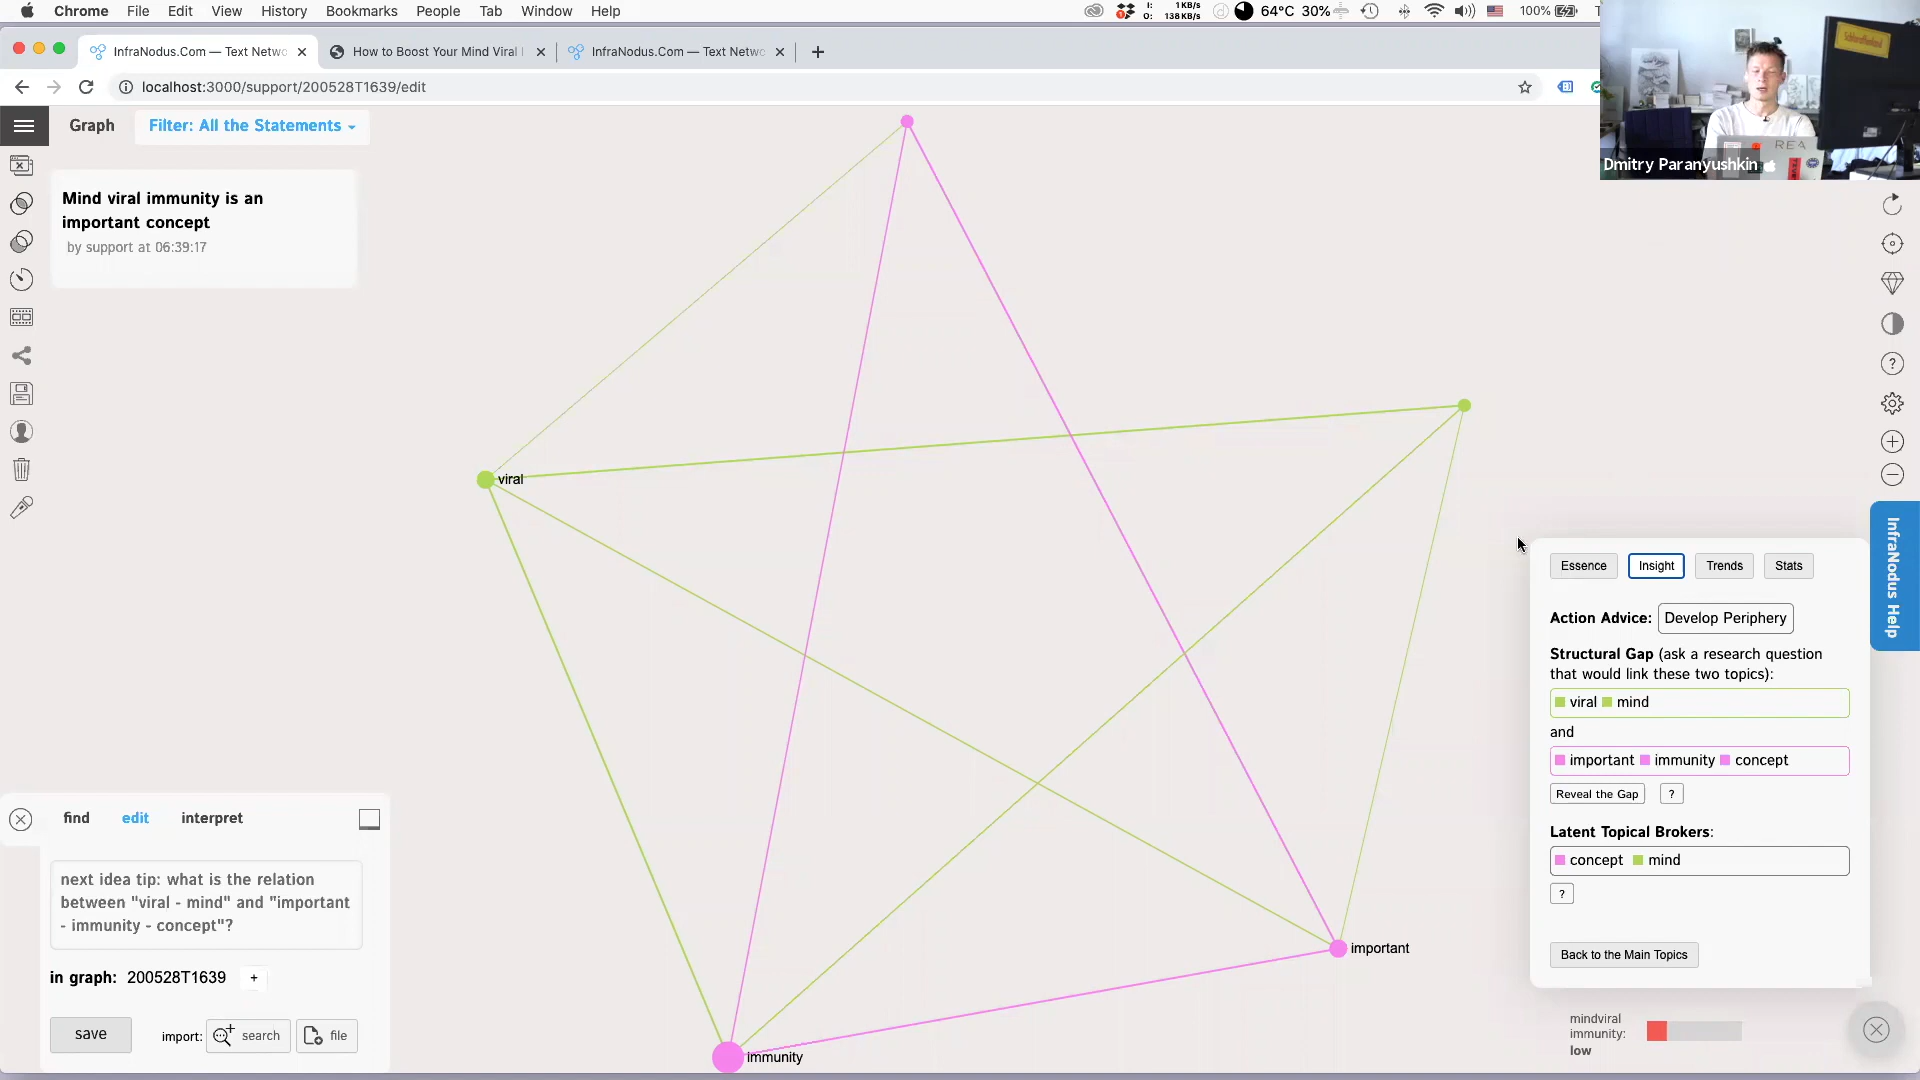 Chrome File Edit View History Bookmarks People Tab Window Help
I: 1 KB/s
O: 138 KB/s
64°C 30%
100%
InfraNodus.Com — Text Netwo
How to Boost Your Mind Viral I
InfraNodus.Com — Text Netwo
localhost:3000/support/200528T1639/edit
Schlaraffenland
REA
Dmitry Paranyushkin
Graph
Filter: All the Statements
Mind viral immunity is an
important concept
by support at 06:39:17
viral
important
immunity
InfraNodus Help
Essence Insight Trends Stats
Action Advice: Develop Periphery
Structural Gap (ask a research question
that would link these two topics):
viral mind
and
important immunity concept
Reveal the Gap ?
Latent Topical Brokers:
concept mind
?
Back to the Main Topics
mindviral
immunity:
low
find edit interpret
next idea tip: what is the relation
between "viral - mind" and "important
- immunity - concept"?
in graph: 200528T1639 +
save import: search file